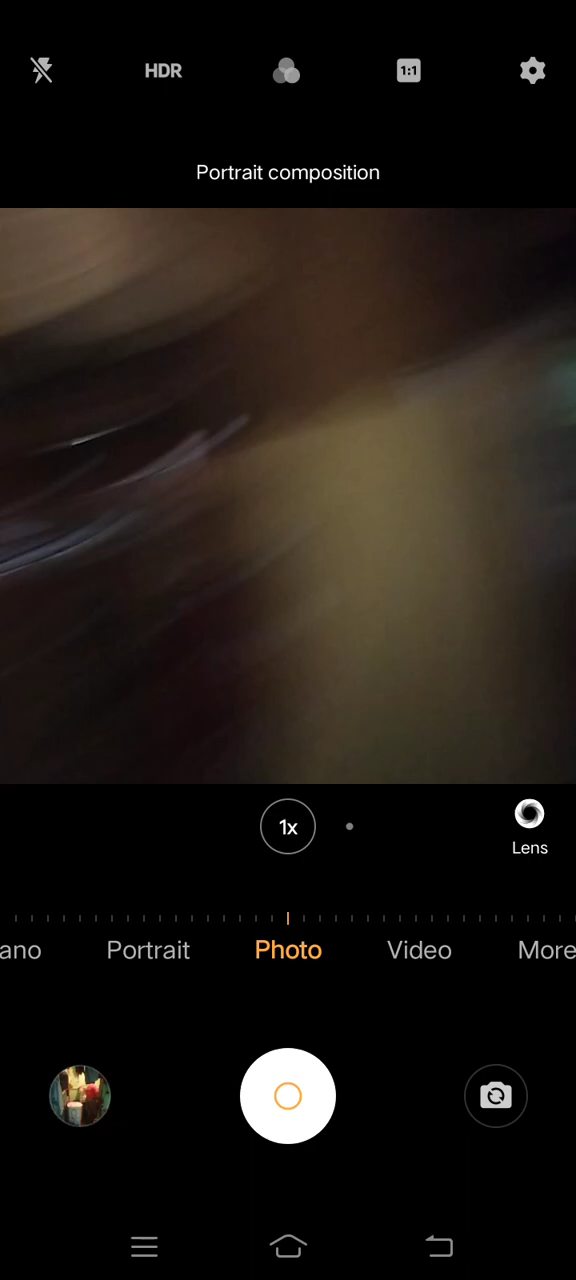 HDR
1:1
Portrait composition
1x
Lens
ano Portrait Photo Video More